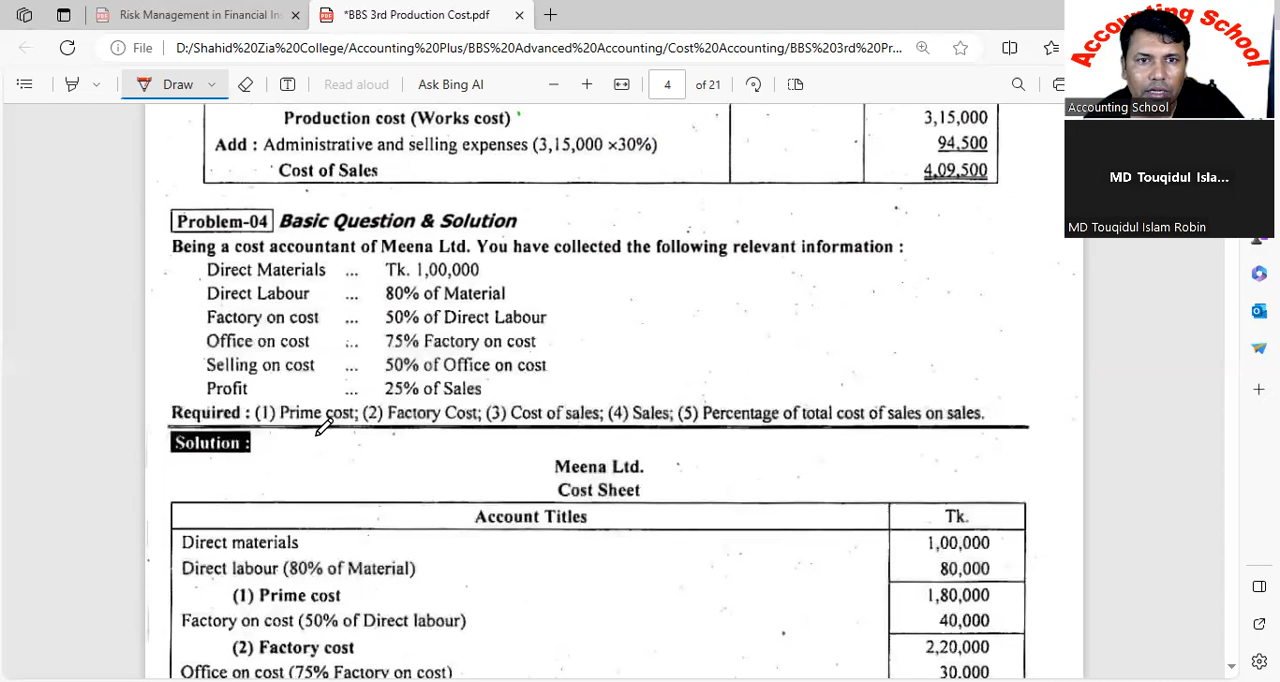 Risk Management in Financial In
*BBS 3rd Production Cost.pdf
File
D:/Shahid%20Zia%20College/Accounting%20Plus/BBS%20Advanced%20Accounting/Cost%20Accounting/BBS%203rd%20Pr...
Draw
Read aloud
Ask Bing AI
4
of 21
Accounting School
Accounting School
MD Touqidul Isla...
MD Touqidul Islam Robin
Production cost (Works cost) 3,15,000
Add : Administrative and selling expenses (3,15,000 ×30%) 94,500
Cost of Sales 4,09,500
Problem-04 Basic Question & Solution
Being a cost accountant of Meena Ltd. You have collected the following relevant information :
Direct Materials ... Tk. 1,00,000
Direct Labour ... 80% of Material
Factory on cost ... 50% of Direct Labour
Office on cost ... 75% Factory on cost
Selling on cost ... 50% of Office on cost
Profit ... 25% of Sales
Required : (1) Prime cost; (2) Factory Cost; (3) Cost of sales; (4) Sales; (5) Percentage of total cost of sales on sales.
Solution :
Meena Ltd.
Cost Sheet
Account Titles Tk.
Direct materials 1,00,000
Direct labour (80% of Material) 80,000
(1) Prime cost 1,80,000
Factory on cost (50% of Direct labour) 40,000
(2) Factory cost 2,20,000
Office on cost (75% Factory on cost) 30,000